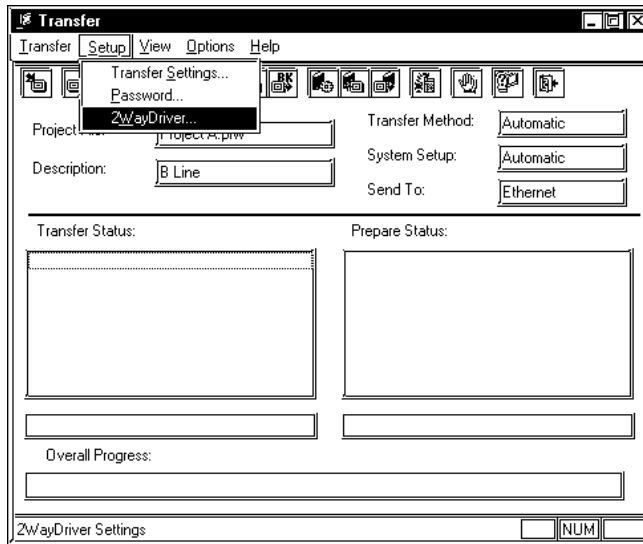 Transfer
Transfer Setup View Options Help
Transfer Settings...
Password...
2WayDriver...
BK
Project A.prw
Description:
B Line
Transfer Method:
Automatic
System Setup:
Automatic
Send To:
Ethernet
Transfer Status:
Prepare Status:
Overall Progress:
2WayDriver Settings
NUM